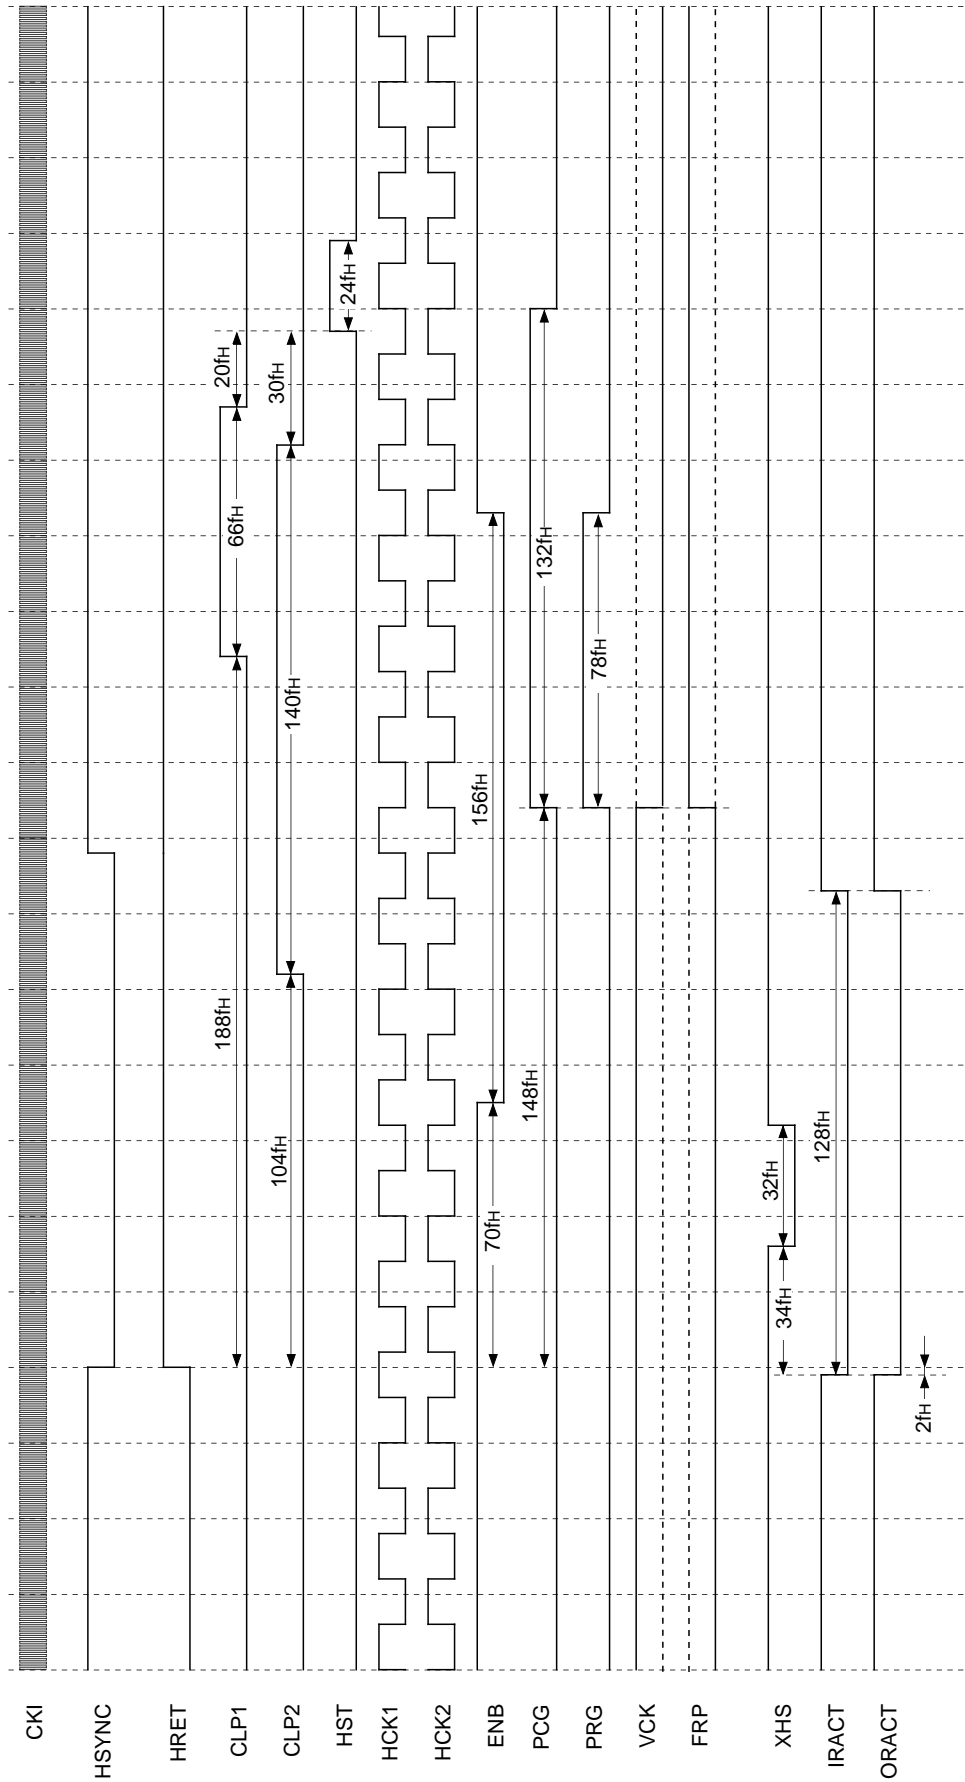 CKI
HSYNC
HRET
CLP1
188fH
66fH
20fH
CLP2
104fH
140fH
30fH
HST
24fH
HCK1
HCK2
ENB
70fH
156fH
PCG
148fH
132fH
PRG
78fH
VCK
FRP
XHS
34fH
32fH
IRACT
128fH
ORACT
2fH